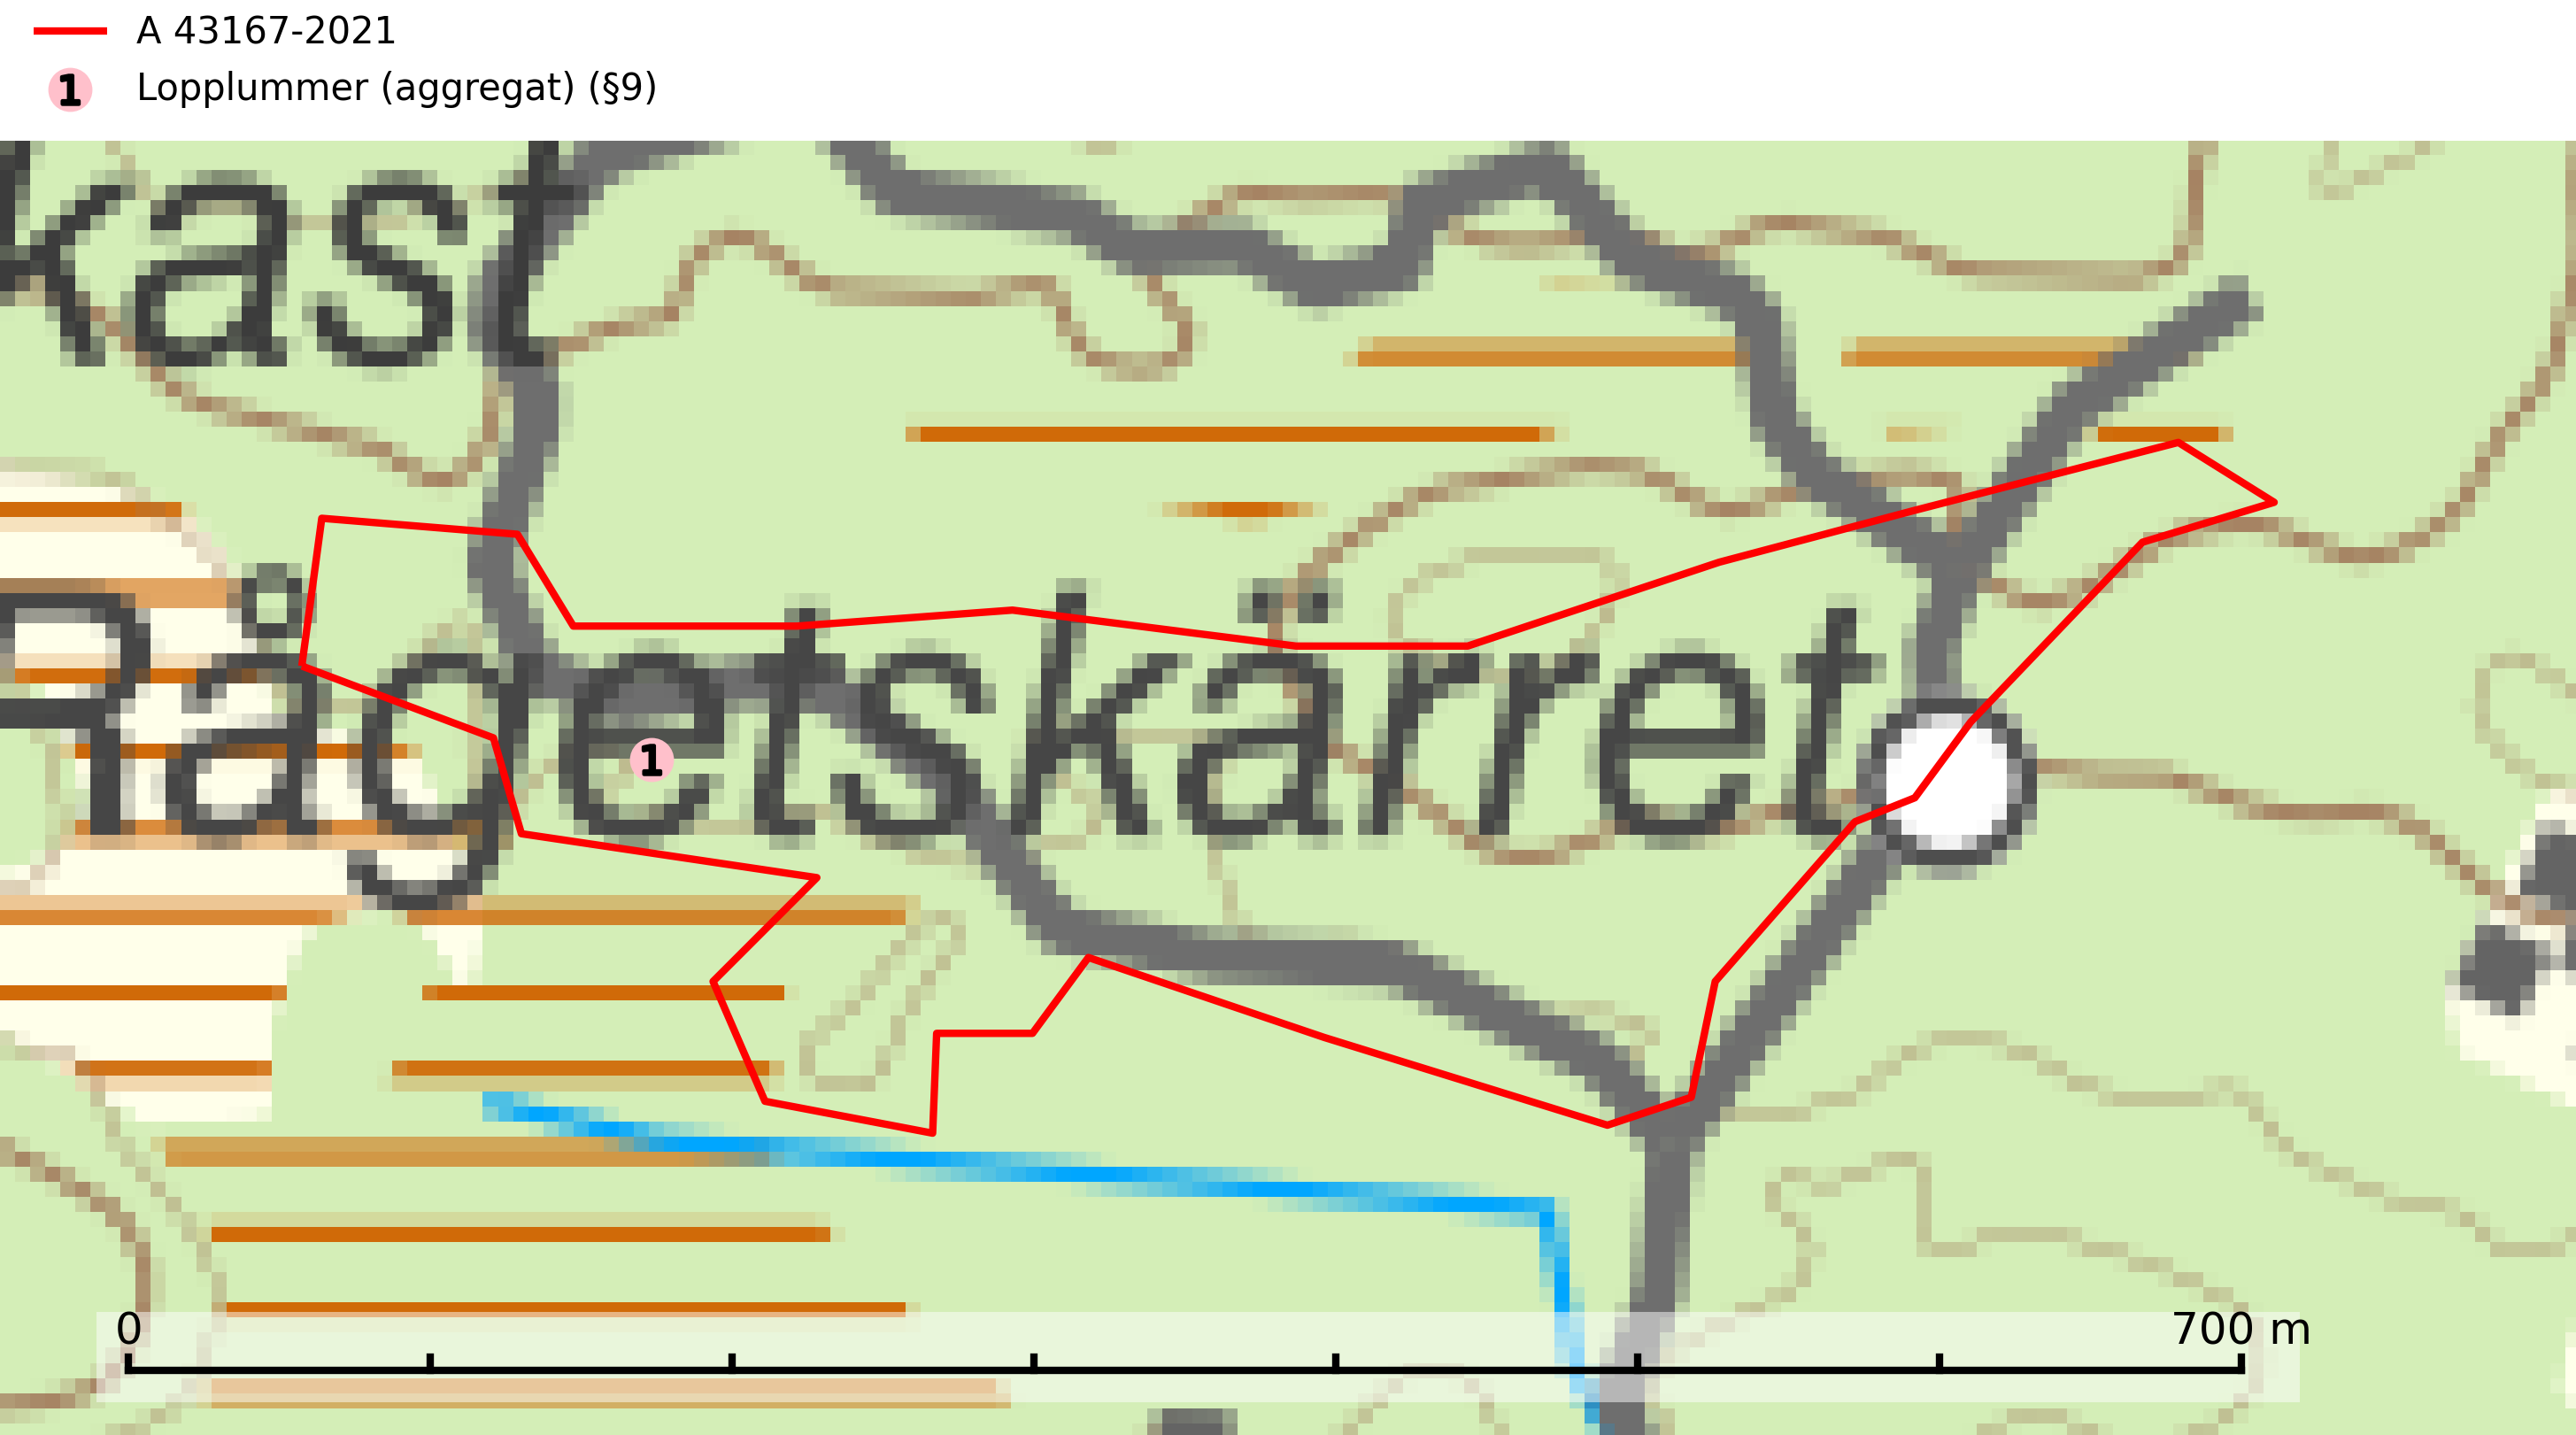 A 43167-2021
1 Lopplummer (aggregat) (§9)
kast
Rågetskärret
1
0 700 m